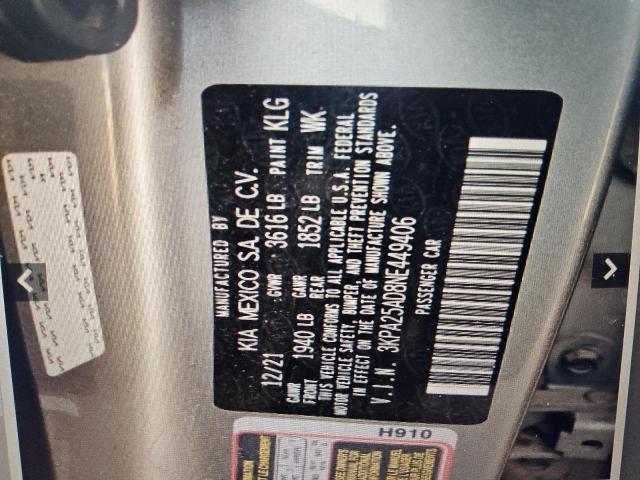 MANUFACTURED BY
KIA MEXICO S.A. DE C.V.
12/21 GVWR : 3616 LB PAINT KLG
GAWR FRONT 1940 LB GAWR REAR 1852 LB TRIM WK
THIS VEHICLE CONFORMS TO ALL APPLICABLE U.S.A. FEDERAL
MOTOR VEHICLE SAFETY, BUMPER, AND THEFT PREVENTION STANDARDS
IN EFFECT ON THE DATE OF MANUFACTURE SHOWN ABOVE.
V.I.N. 3KPA25AD8NE449406
PASSENGER CAR
H910